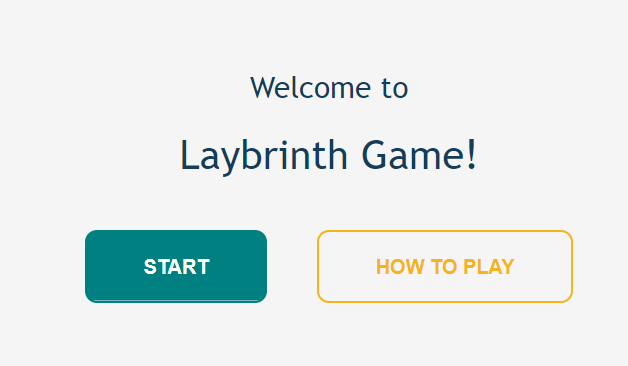 Welcome to
Laybrinth Game!
START
HOW TO PLAY